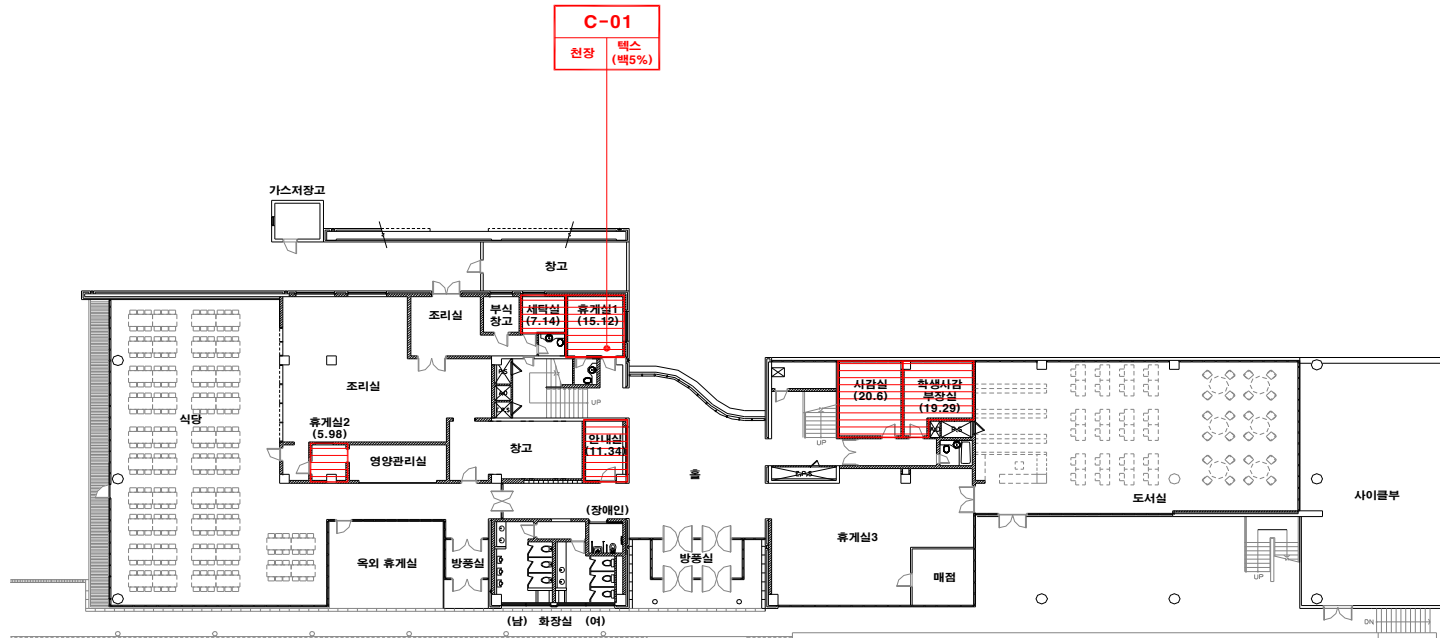 C-01
천장
텍스
(백5%)
가스저장고
창고
조리실
부식
창고
세탁실
(7.14)
휴게실1
(15.12)
조리실
식당
휴게실2
(5.98)
영양관리실
창고
안내실
(11.34)
UP
홀
사감실
(20.6)
학생사감
부장실
(19.29)
UP
도서실
사이클부
(장애인)
옥외 휴게실
방풍실
방풍실
휴게실3
매점
UP
DN
(남) 화장실 (여)